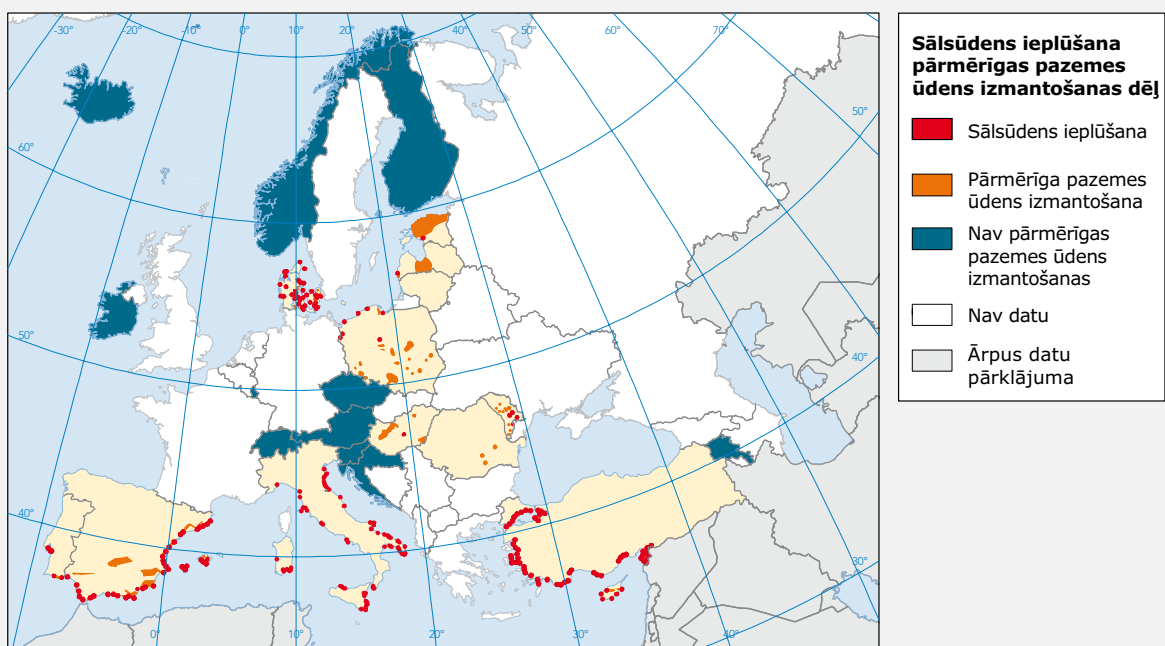 -30°
-20°
-10°
0°
10°
20°
30°
40°
50°
60°
70°
60°
50°
50°
40°
40°
30°
0°
10°
20°
30°
40°
Sālsūdens ieplūšana
pārmērīgas pazemes
ūdens izmantošanas dēļ
Sālsūdens ieplūšana
Pārmērīga pazemes
ūdens izmantošana
Nav pārmērīgas
pazemes ūdens
izmantošanas
Nav datu
Ārpus datu
pārklājuma